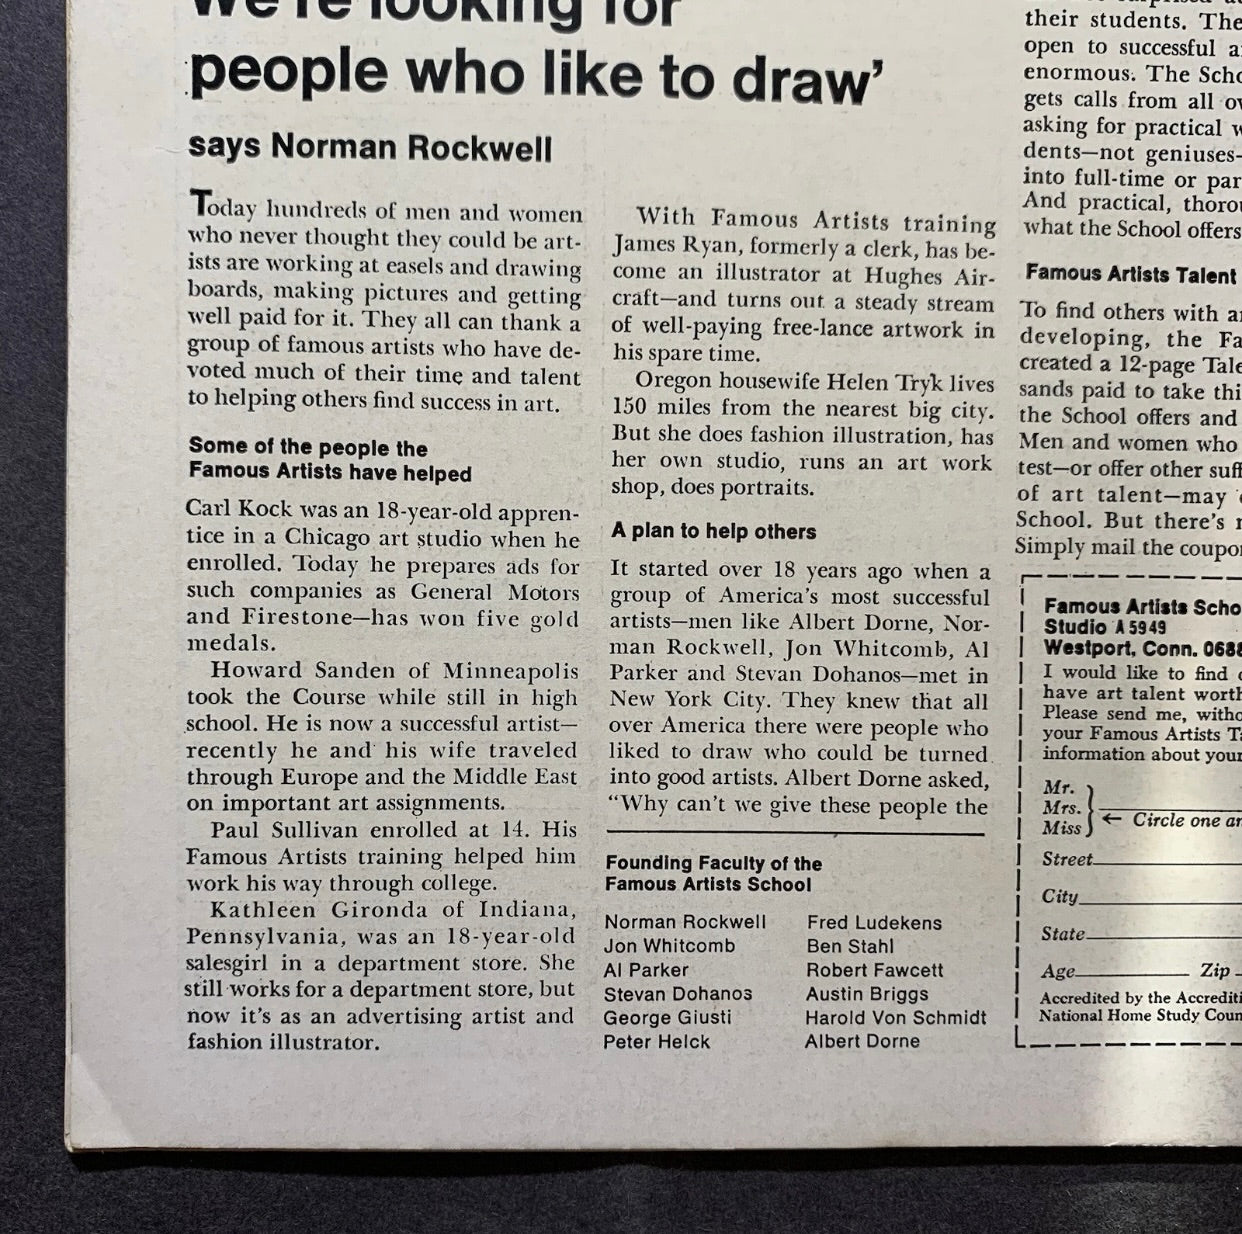 We're looking for
people who like to draw'
says Norman Rockwell
Today hundreds of men and women
who never thought they could be art-
ists are working at easels and drawing
boards, making pictures and getting
well paid for it. They all can thank a
group of famous artists who have de-
voted much of their time and talent
to helping others find success in art.
Some of the people the
Famous Artists have helped
Carl Kock was an 18-year-old appren-
tice in a Chicago art studio when he
enrolled. Today he prepares ads for
such companies as General Motors
and Firestone—has won five gold
medals.
Howard Sanden of Minneapolis
took the Course while still in high
school. He is now a successful artist—
recently he and his wife traveled
through Europe and the Middle East
on important art assignments.
Paul Sullivan enrolled at 14. His
Famous Artists training helped him
work his way through college.
Kathleen Gironda of Indiana,
Pennsylvania, was an 18-year-old
salesgirl in a department store. She
still works for a department store, but
now it's as an advertising artist and
fashion illustrator.
With Famous Artists training
James Ryan, formerly a clerk, has be-
come an illustrator at Hughes Air-
craft—and turns out a steady stream
of well-paying free-lance artwork in
his spare time.
Oregon housewife Helen Tryk lives
150 miles from the nearest big city.
But she does fashion illustration, has
her own studio, runs an art work
shop, does portraits.
A plan to help others
It started over 18 years ago when a
group of America's most successful
artists—men like Albert Dorne, Nor-
man Rockwell, Jon Whitcomb, Al
Parker and Stevan Dohanos—met in
New York City. They knew that all
over America there were people who
liked to draw who could be turned
into good artists. Albert Dorne asked,
"Why can't we give these people the
Founding Faculty of the
Famous Artists School
Norman Rockwell
Jon Whitcomb
Al Parker
Stevan Dohanos
George Giusti
Peter Helck
Fred Ludekens
Ben Stahl
Robert Fawcett
Austin Briggs
Harold Von Schmidt
Albert Dorne
their students. The
open to successful
enormous. The
gets calls from all
asking for practical
dents—not geniuses—
into full-time or
And practical,
what the School offers
Famous Artists Talent
To find others with
developing, the
created a 12-page
sands paid to take
the School offers and
Men and women who
test—or offer other
of art talent—may
School. But there's
Simply mail the
Famous Artists
Studio A 5949
Westport, Conn.
I would like to find
have art talent
Please send me,
your Famous Artists
information about your
Mr.
Mrs.
Miss
← Circle one
Street
City
State
Age Zip
Accredited by the
National Home Study